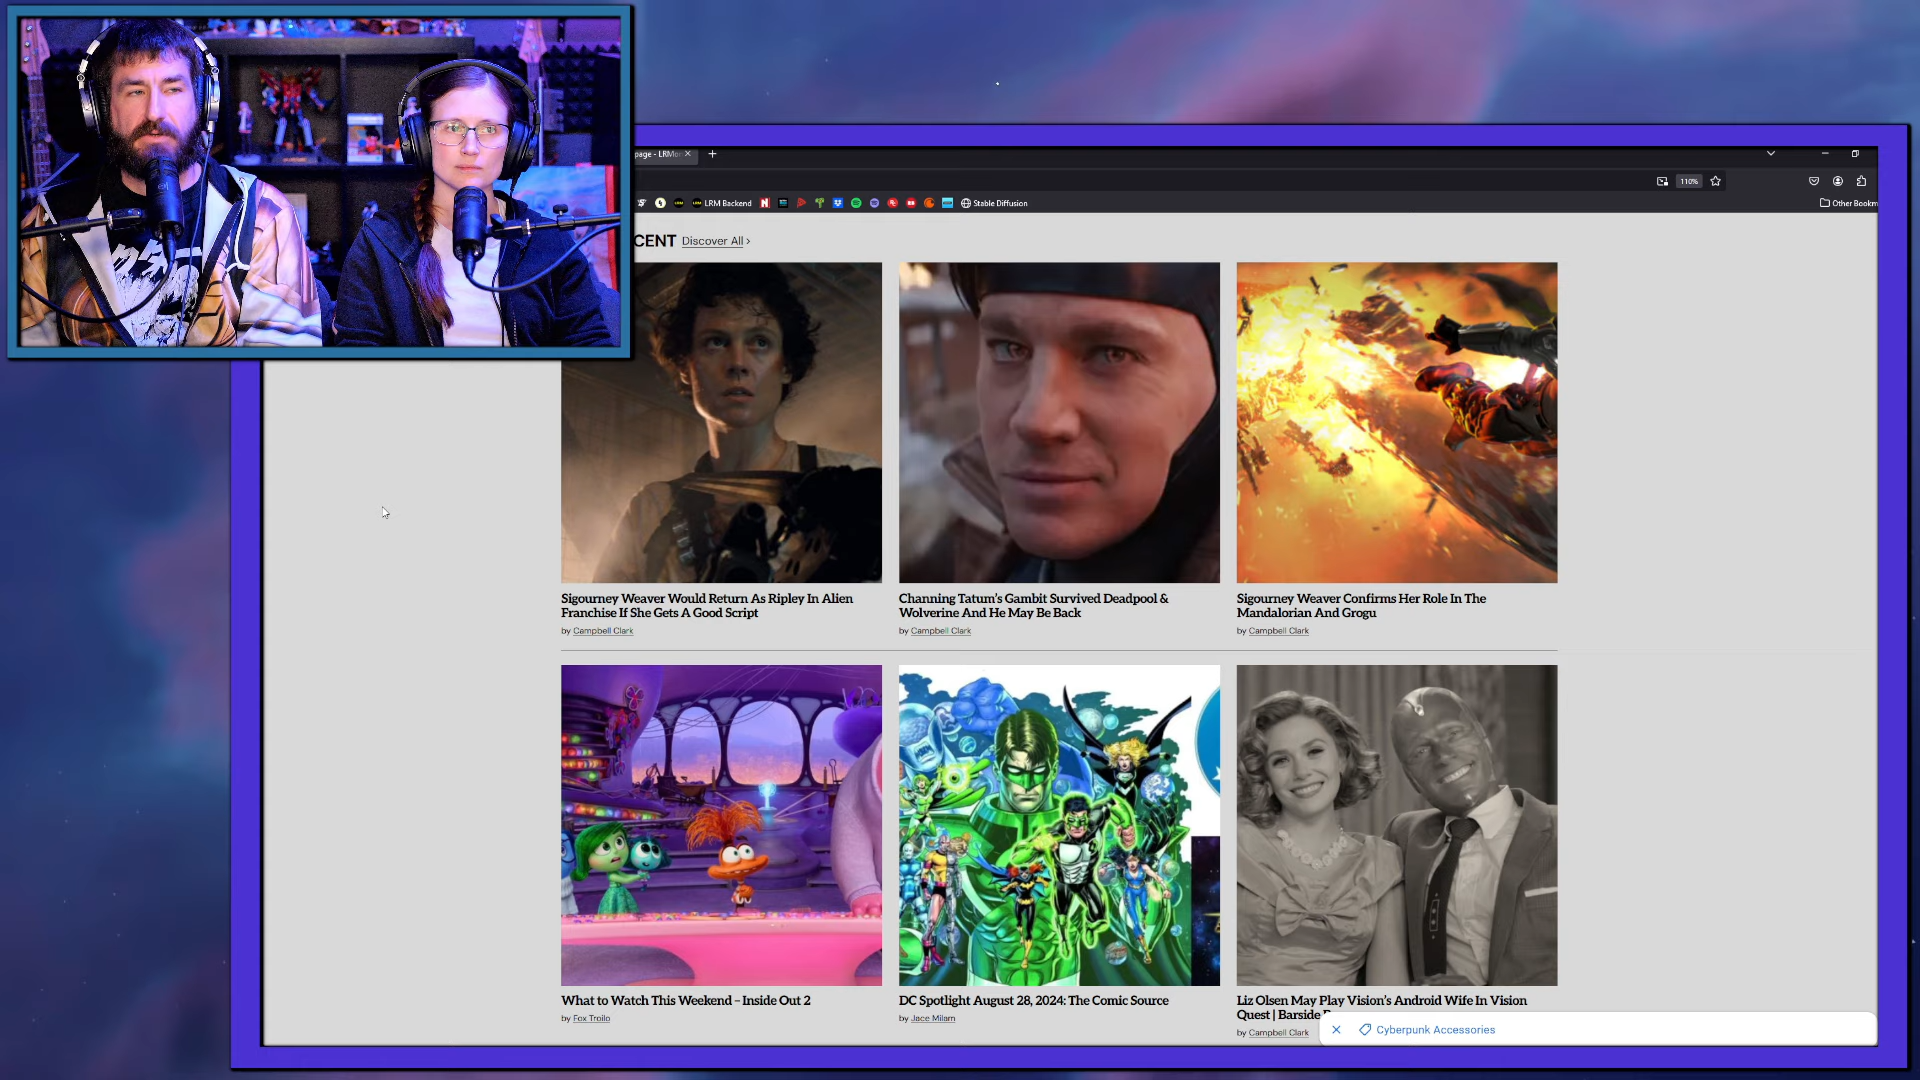 page - LRMor
110%
LRM Backend
Stable Diffusion
Other Bookm
CENT Discover All ›
Sigourney Weaver Would Return As Ripley In Alien
Franchise If She Gets A Good Script
by Campbell Clark
Channing Tatum’s Gambit Survived Deadpool &
Wolverine And He May Be Back
by Campbell Clark
Sigourney Weaver Confirms Her Role In The
Mandalorian And Grogu
by Campbell Clark
What to Watch This Weekend – Inside Out 2
by Fox Troilo
DC Spotlight August 28, 2024: The Comic Source
by Jace Milam
Liz Olsen May Play Vision’s Android Wife In Vision
Quest | Barside
by Campbell Clark
Cyberpunk Accessories